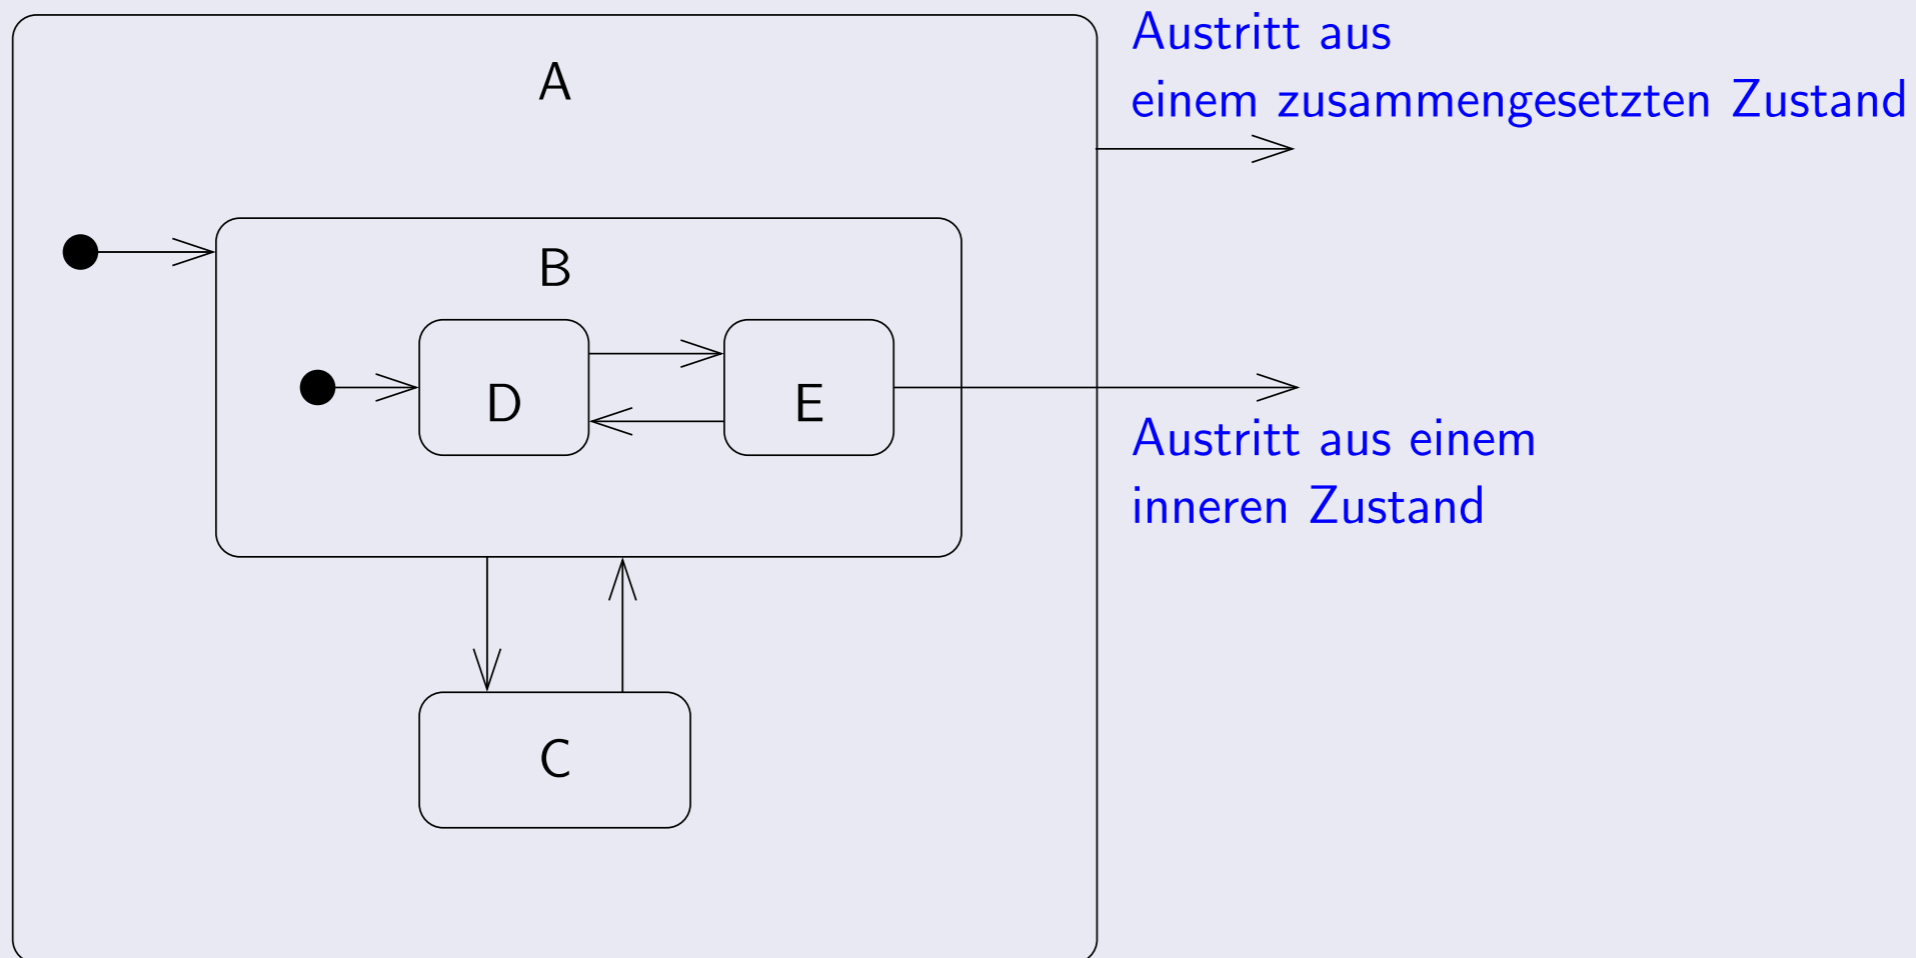 Austritt aus
einem zusammengesetzten Zustand
A
B
D
E
Austritt aus einem
inneren Zustand
C